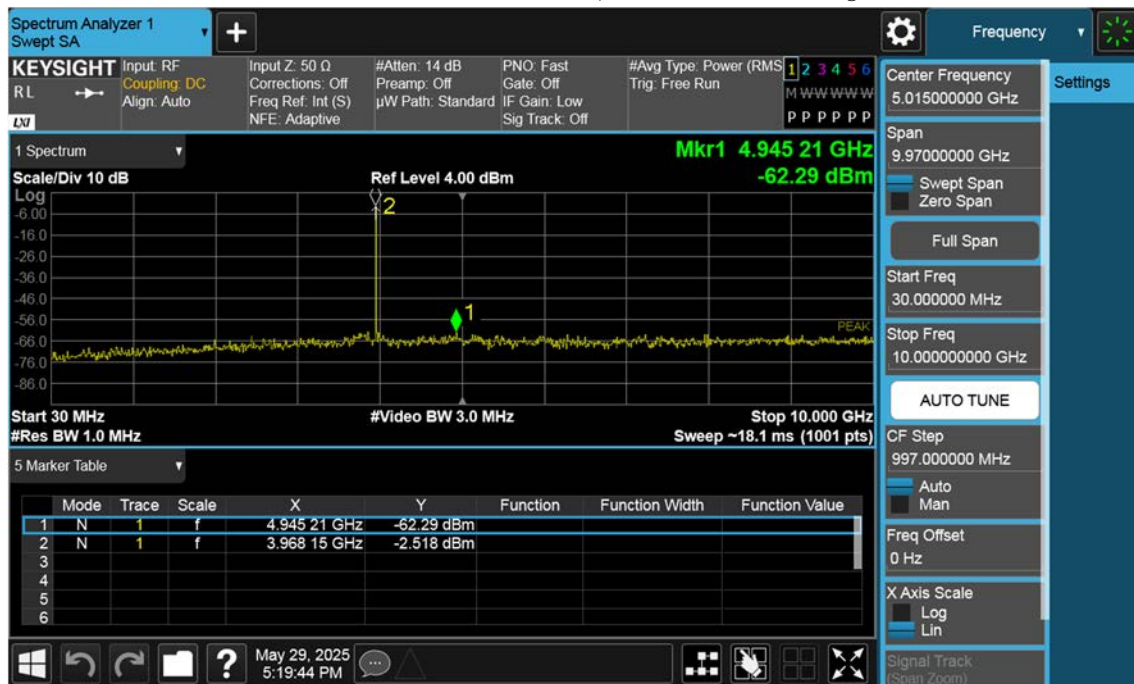 Spectrum Analyzer 1
Swept SA
Frequency
KEYSIGHT
RL
LXI
Input: RF
Coupling: DC
Align: Auto
Input Z: 50 Ω
Corrections: Off
Freq Ref: Int (S)
NFE: Adaptive
#Atten: 14 dB
Preamp: Off
µW Path: Standard
PNO: Fast
Gate: Off
IF Gain: Low
Sig Track: Off
#Avg Type: Power (RMS
Trig: Free Run
1 2 3 4 5 6
M W W W W W
P P P P P P
1 Spectrum
Mkr1 4.945 21 GHz
-62.29 dBm
Scale/Div 10 dB
Ref Level 4.00 dBm
Log
-6.00
-16.0
-26.0
-36.0
-46.0
-56.0
-66.0
-76.0
-86.0
2
1
PEAK
Start 30 MHz
#Video BW 3.0 MHz
Stop 10.000 GHz
#Res BW 1.0 MHz
Sweep ~18.1 ms (1001 pts)
5 Marker Table
Mode Trace Scale X Y Function Function Width Function Value
1 N 1 f 4.945 21 GHz -62.29 dBm
2 N 1 f 3.968 15 GHz -2.518 dBm
3
4
5
6
May 29, 2025
5:19:44 PM
Center Frequency
5.015000000 GHz
Span
9.97000000 GHz
Swept Span
Zero Span
Full Span
Start Freq
30.000000 MHz
Stop Freq
10.000000000 GHz
AUTO TUNE
CF Step
997.000000 MHz
Auto
Man
Freq Offset
0 Hz
X Axis Scale
Log
Lin
Signal Track
(Span Zoom)
Settings